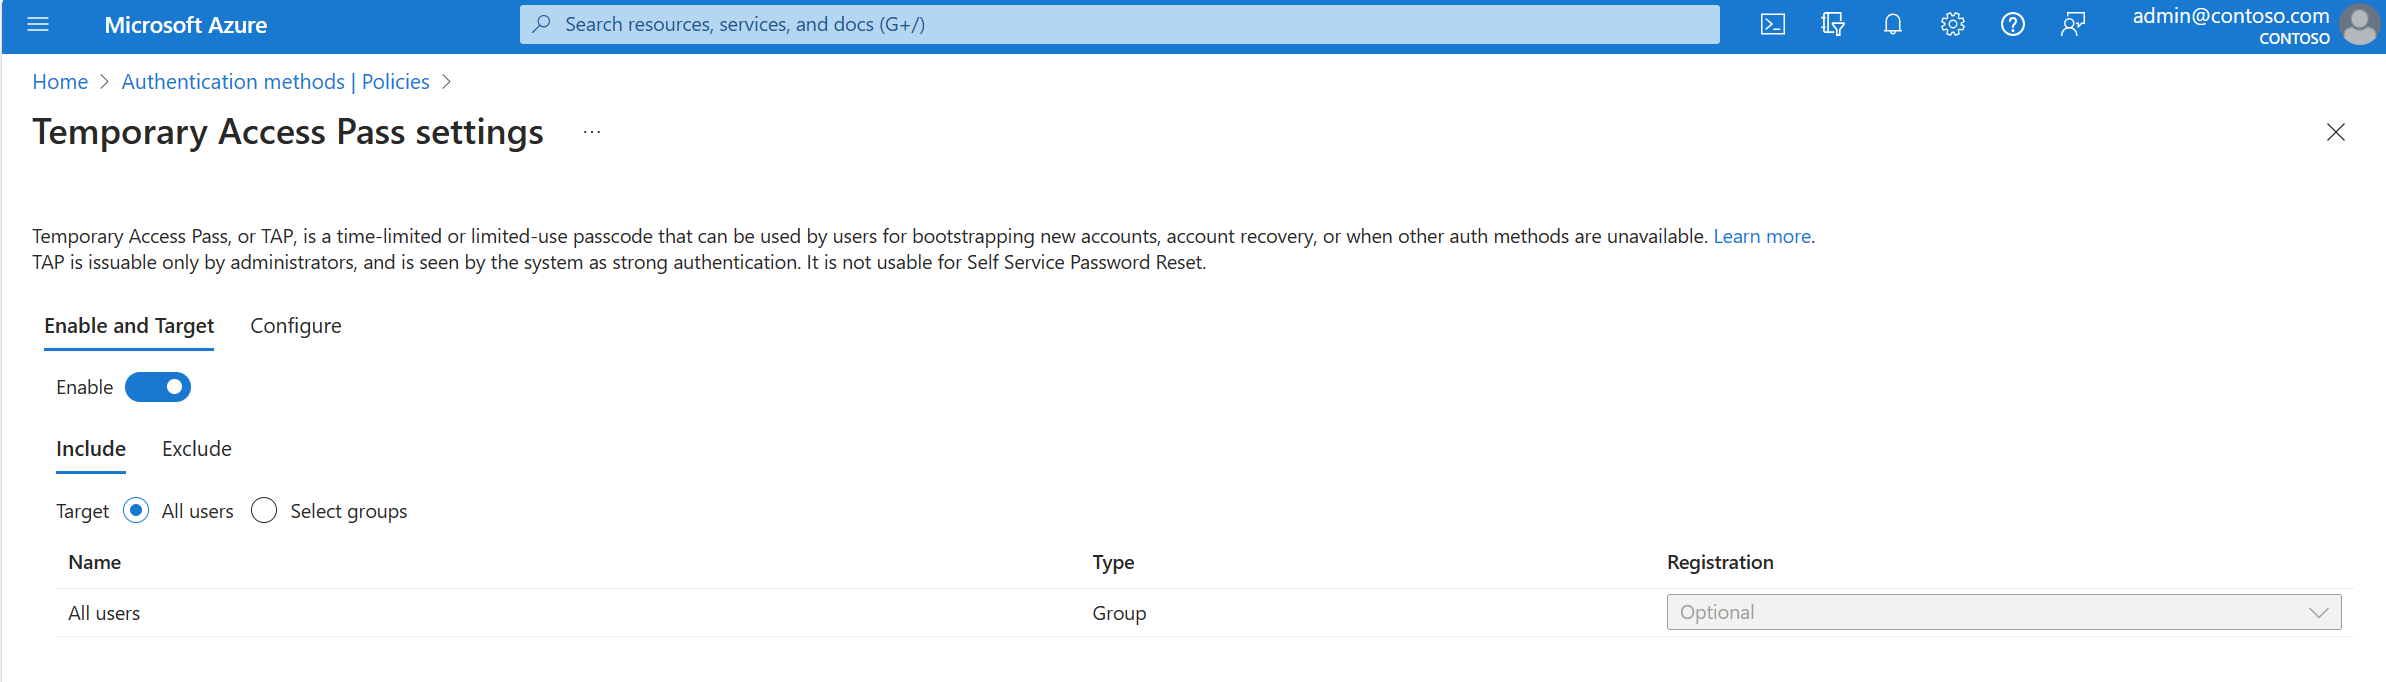 Microsoft Azure
Search resources, services, and docs (G+/)
admin@contoso.com
CONTOSO
Home > Authentication methods | Policies >
Temporary Access Pass settings ...
Temporary Access Pass, or TAP, is a time-limited or limited-use passcode that can be used by users for bootstrapping new accounts, account recovery, or when other auth methods are unavailable. Learn more.
TAP is issuable only by administrators, and is seen by the system as strong authentication. It is not usable for Self Service Password Reset.
Enable and Target Configure
Enable
Include Exclude
Target All users Select groups
Name Type Registration
All users Group Optional